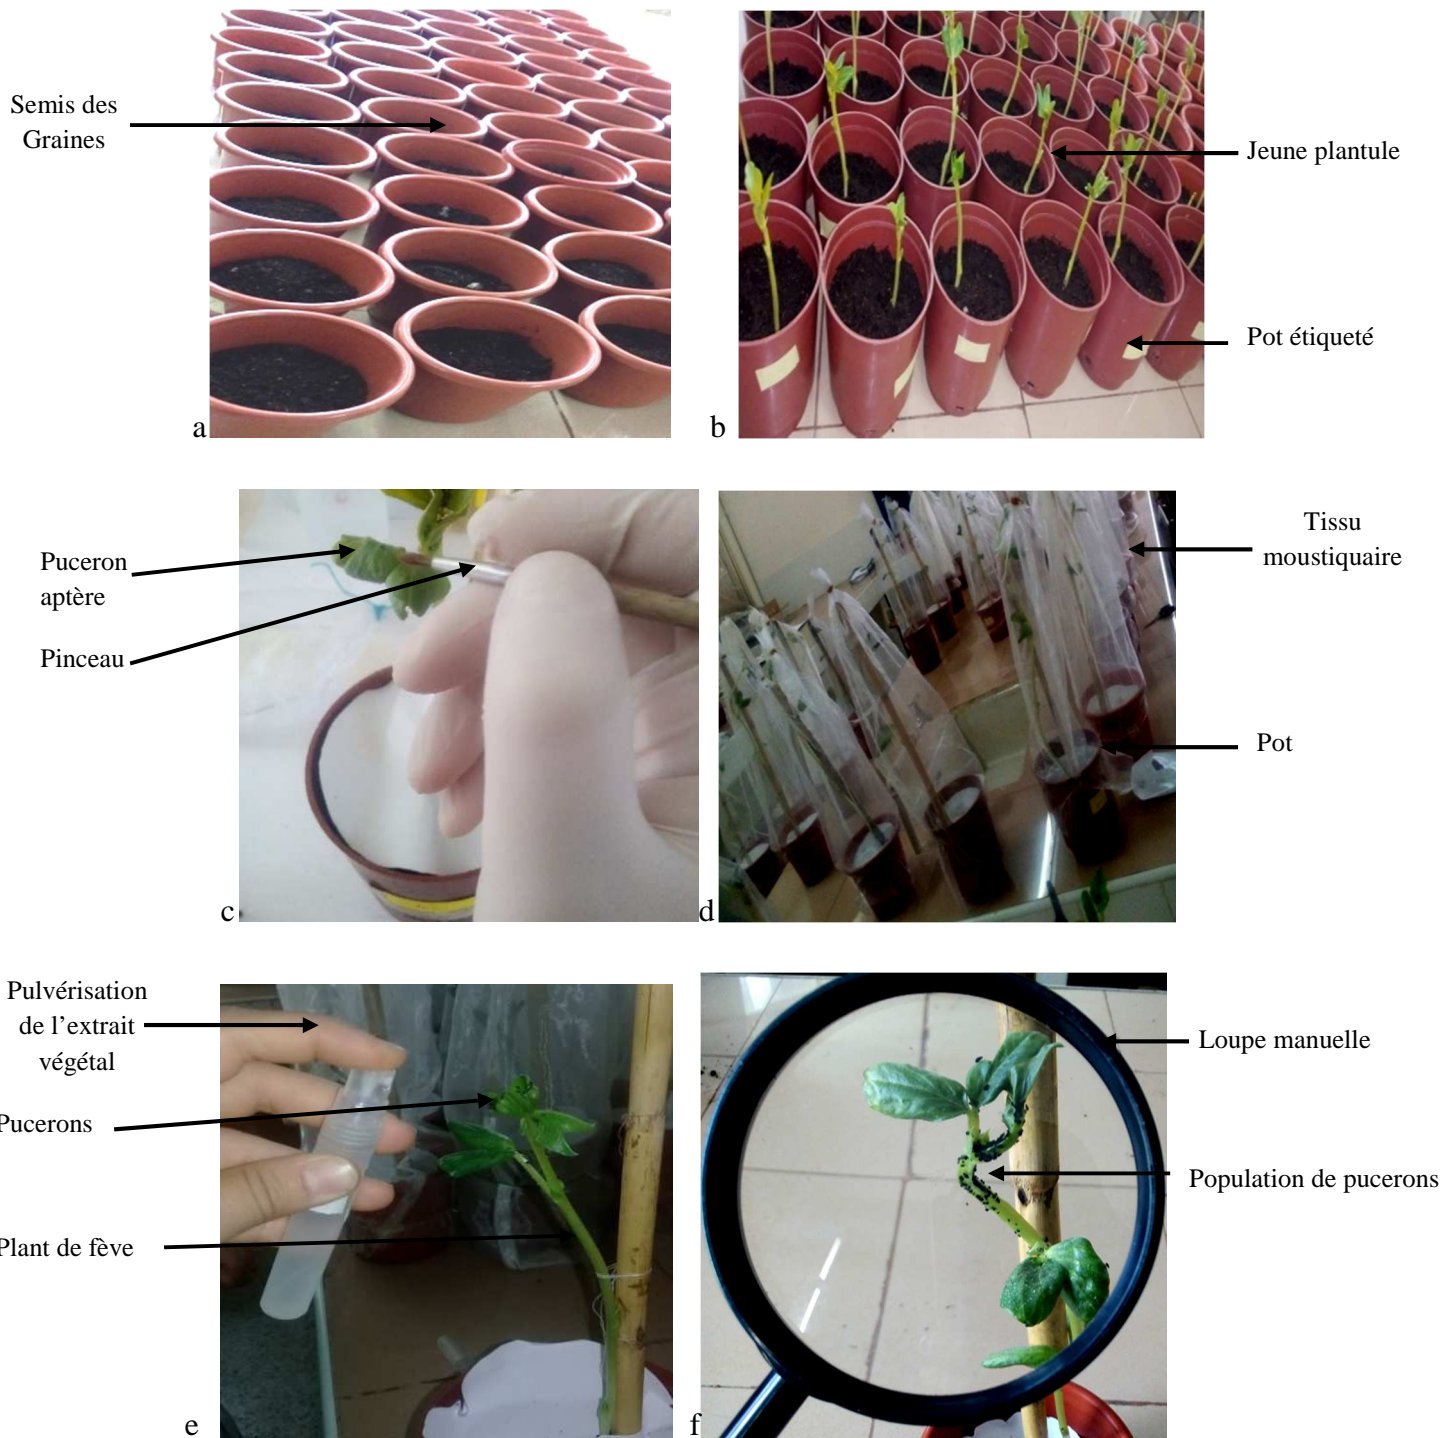 Semis des
Graines
Jeune plantule
Pot étiqueté
a
b
Puceron
aptère
Pinceau
Tissu
moustiquaire
Pot
c
d
Pulvérisation
de l’extrait
végétal
Pucerons
Plant de fève
Loupe manuelle
Population de pucerons
e
f